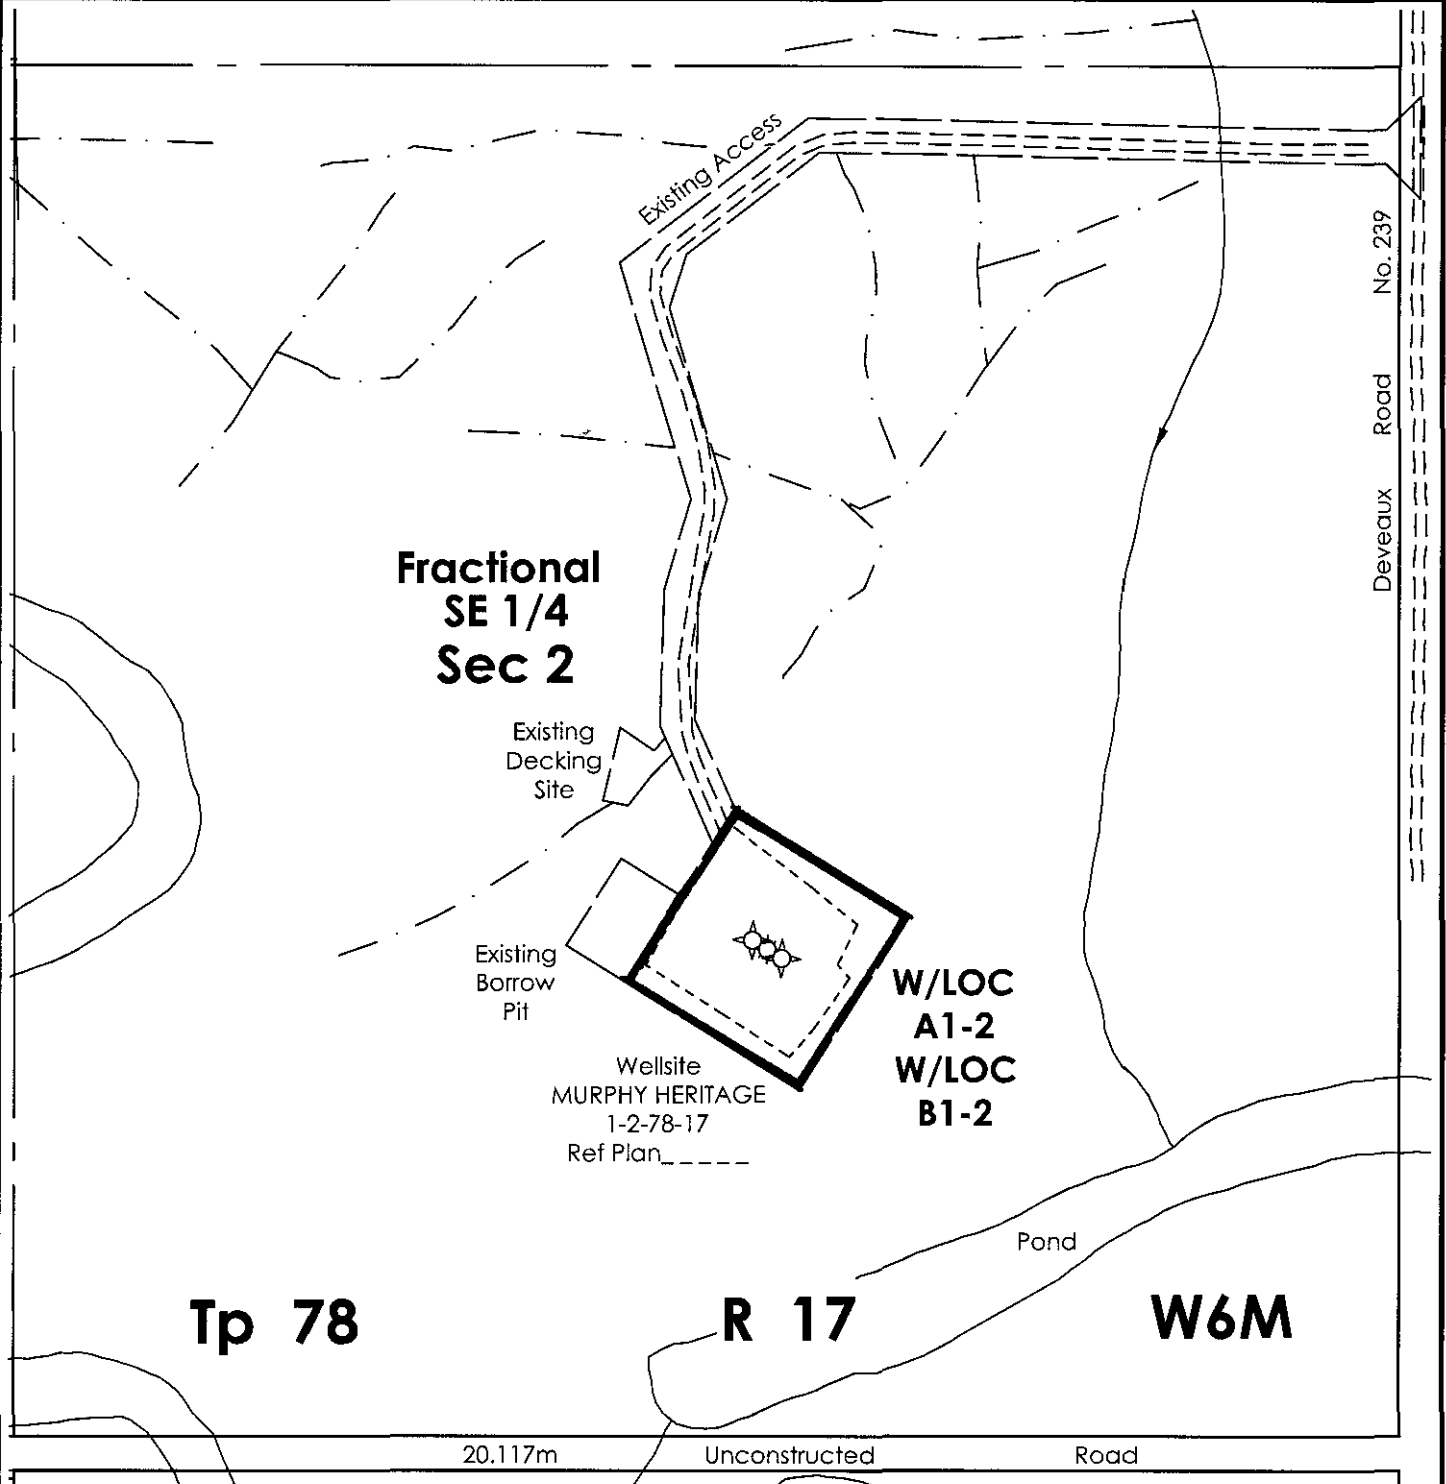 Existing Access
Deveaux Road No. 239
Fractional
SE 1/4
Sec 2
Existing
Decking
Site
Existing
Borrow
Pit
W/LOC
A1-2
W/LOC
B1-2
Wellsite
MURPHY HERITAGE
1-2-78-17
Ref Plan_____
Pond
Tp 78 R 17 W6M
20.117m Unconstructed Road